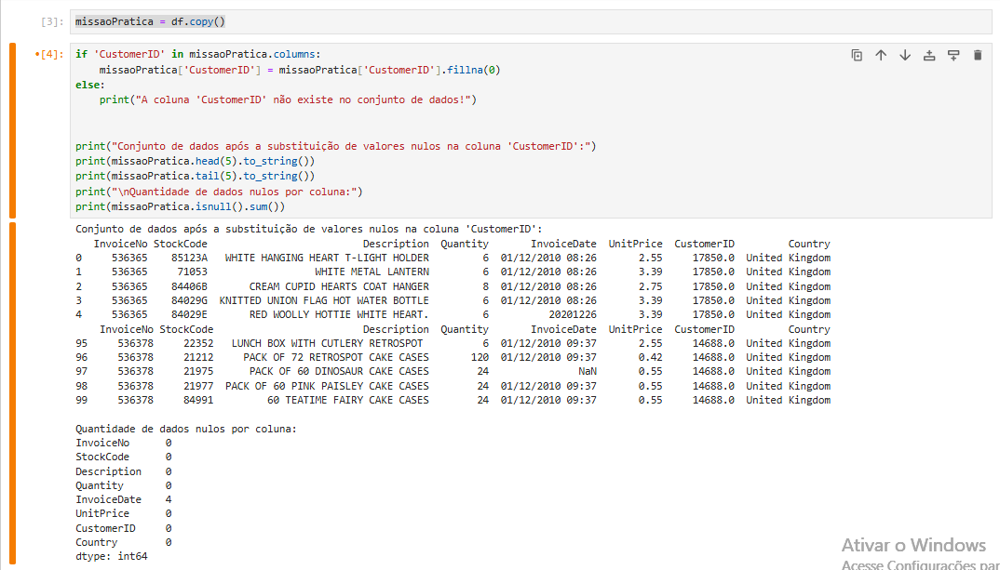 [3]: missaoPratica = df.copy()
•[4]: if 'CustomerID' in missaoPratica.columns:
    missaoPratica['CustomerID'] = missaoPratica['CustomerID'].fillna(0)
else:
    print("A coluna 'CustomerID' não existe no conjunto de dados!")
print("Conjunto de dados após a substituição de valores nulos na coluna 'CustomerID':")
print(missaoPratica.head(5).to_string())
print(missaoPratica.tail(5).to_string())
print("\nQuantidade de dados nulos por coluna:")
print(missaoPratica.isnull().sum())
Conjunto de dados após a substituição de valores nulos na coluna 'CustomerID':
InvoiceNo StockCode Description Quantity InvoiceDate UnitPrice CustomerID Country
0 536365 85123A WHITE HANGING HEART T-LIGHT HOLDER 6 01/12/2010 08:26 2.55 17850.0 United Kingdom
1 536365 71053 WHITE METAL LANTERN 6 01/12/2010 08:26 3.39 17850.0 United Kingdom
2 536365 84406B CREAM CUPID HEARTS COAT HANGER 8 01/12/2010 08:26 2.75 17850.0 United Kingdom
3 536365 84029G KNITTED UNION FLAG HOT WATER BOTTLE 6 01/12/2010 08:26 3.39 17850.0 United Kingdom
4 536365 84029E RED WOOLLY HOTTIE WHITE HEART. 6 20201226 3.39 17850.0 United Kingdom
InvoiceNo StockCode Description Quantity InvoiceDate UnitPrice CustomerID Country
95 536378 22352 LUNCH BOX WITH CUTLERY RETROSPOT 6 01/12/2010 09:37 2.55 14688.0 United Kingdom
96 536378 21212 PACK OF 72 RETROSPOT CAKE CASES 120 01/12/2010 09:37 0.42 14688.0 United Kingdom
97 536378 21975 PACK OF 60 DINOSAUR CAKE CASES 24 NaN 0.55 14688.0 United Kingdom
98 536378 21977 PACK OF 60 PINK PAISLEY CAKE CASES 24 01/12/2010 09:37 0.55 14688.0 United Kingdom
99 536378 84991 60 TEATIME FAIRY CAKE CASES 24 01/12/2010 09:37 0.55 14688.0 United Kingdom
Quantidade de dados nulos por coluna:
InvoiceNo 0
StockCode 0
Description 0
Quantity 0
InvoiceDate 4
UnitPrice 0
CustomerID 0
Country 0
dtype: int64
Ativar o Windows
Acesse Configurações par